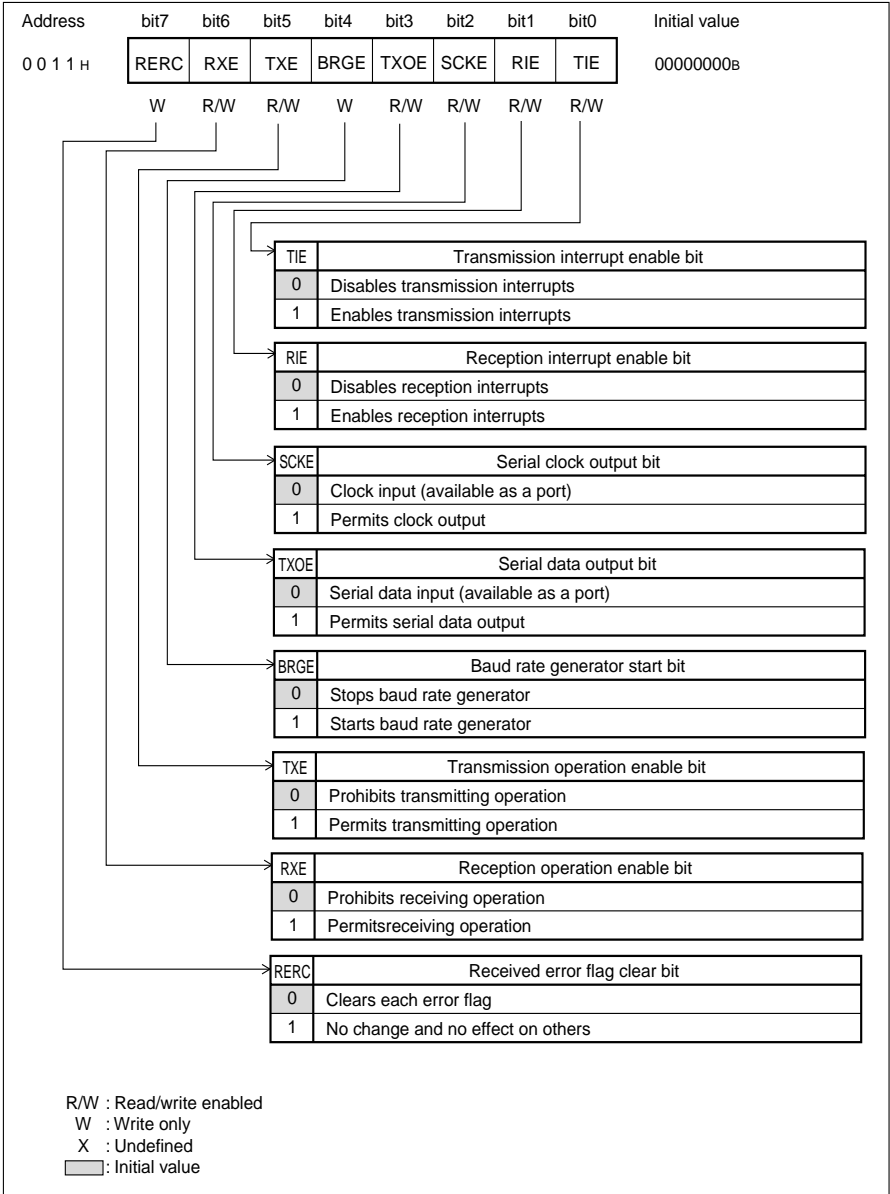 Address bit7 bit6 bit5 bit4 bit3 bit2 bit1 bit0 Initial value
0 0 1 1 H RERC RXE TXE BRGE TXOE SCKE RIE TIE 00000000B
W R/W R/W W R/W R/W R/W R/W
TIE Transmission interrupt enable bit
0 Disables transmission interrupts
1 Enables transmission interrupts
RIE Reception interrupt enable bit
0 Disables reception interrupts
1 Enables reception interrupts
SCKE Serial clock output bit
0 Clock input (available as a port)
1 Permits clock output
TXOE Serial data output bit
0 Serial data input (available as a port)
1 Permits serial data output
BRGE Baud rate generator start bit
0 Stops baud rate generator
1 Starts baud rate generator
TXE Transmission operation enable bit
0 Prohibits transmitting operation
1 Permits transmitting operation
RXE Reception operation enable bit
0 Prohibits receiving operation
1 Permitsreceiving operation
RERC Received error flag clear bit
0 Clears each error flag
1 No change and no effect on others
R/W : Read/write enabled
W : Write only
X : Undefined
: Initial value